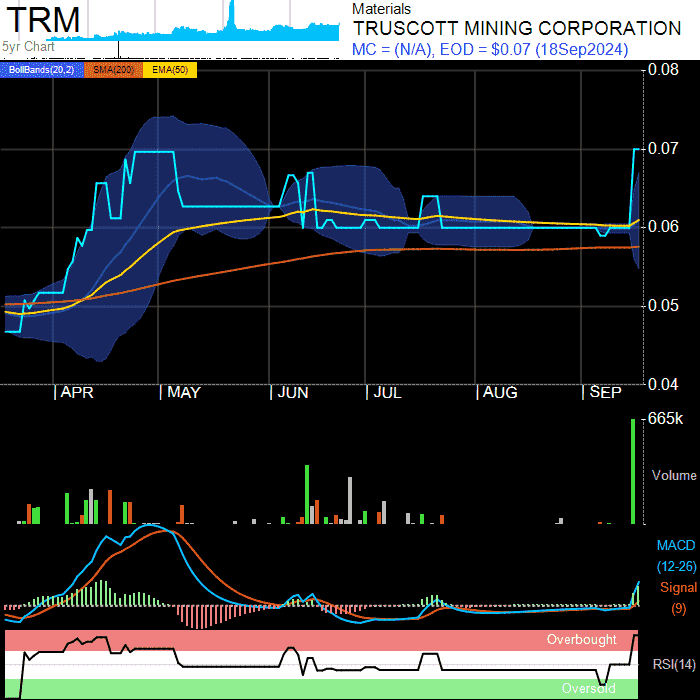 TRM
5yr Chart
Materials
TRUSCOTT MINING CORPORATION
MC = (N/A), EOD = $0.07 (18Sep2024)
BollBands(20,2) SMA(200) EMA(50)
0.08
0.07
0.06
0.05
0.04
APR MAY JUN JUL AUG SEP
665k
Volume
MACD
(12-26)
Signal
(9)
Overbought
RSI(14)
Oversold